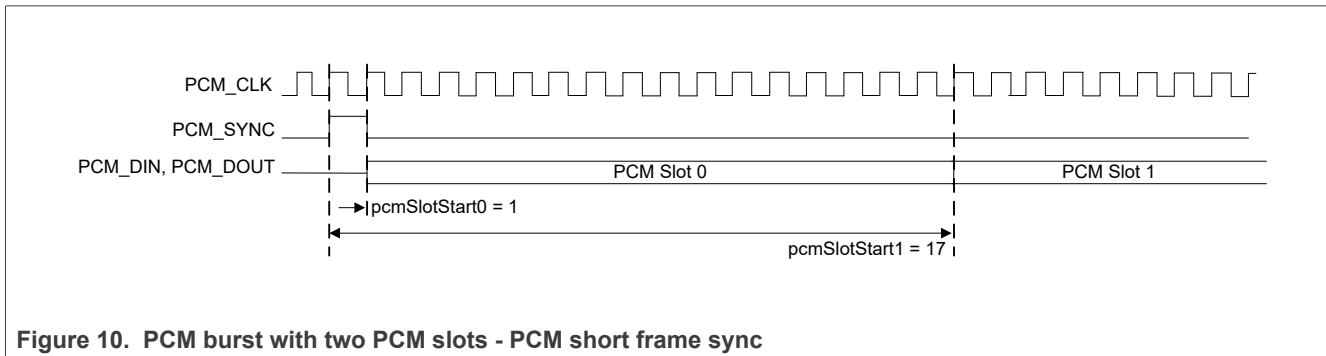 PCM_CLK
PCM_SYNC
PCM_DIN, PCM_DOUT
PCM Slot 0
PCM Slot 1
pcmSlotStart0 = 1
pcmSlotStart1 = 17
Figure 10. PCM burst with two PCM slots - PCM short frame sync